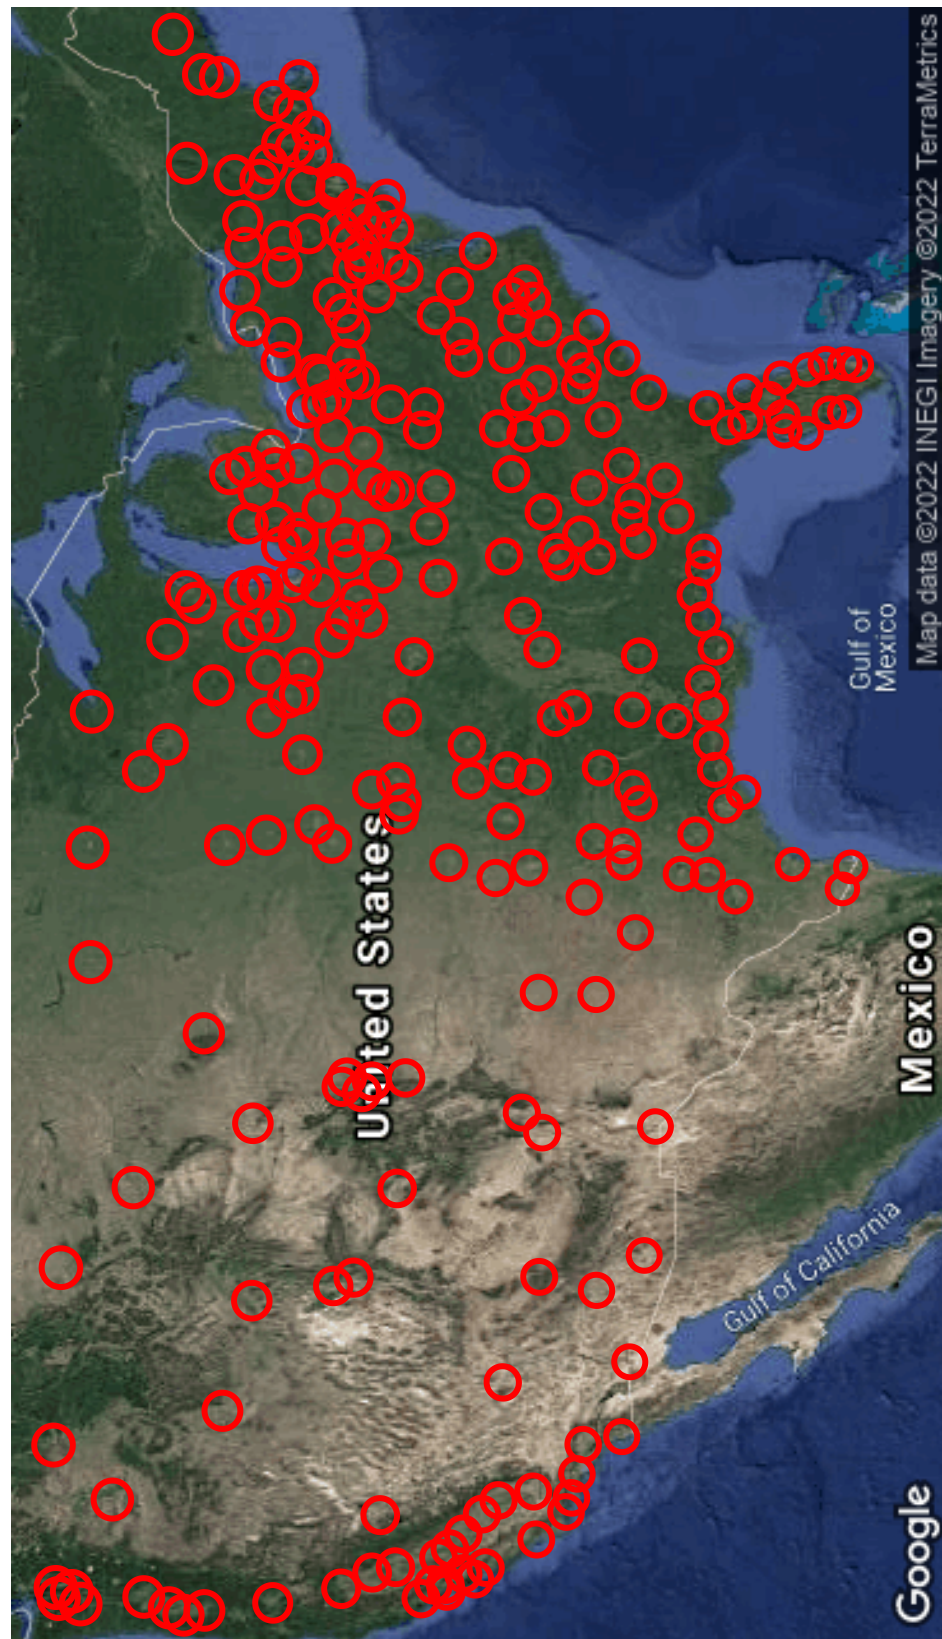 United States
Mexico
Gulf of
Mexico
Gulf of California
Google
Map data ©2022 INEGI Imagery ©2022 TerraMetrics